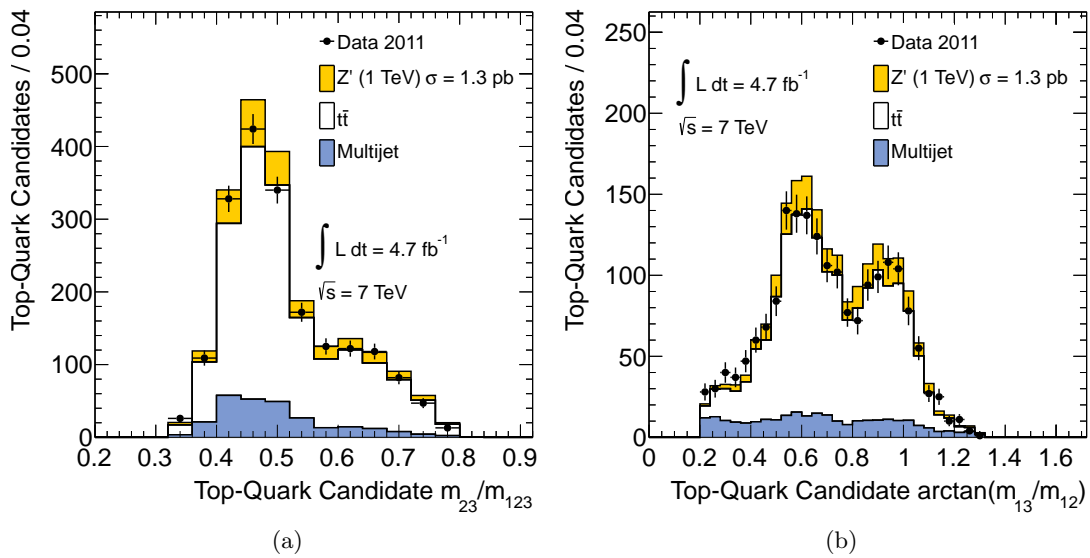 Top-Quark Candidates / 0.04
500
400
300
200
100
0
Data 2011
Z' (1 TeV) σ = 1.3 pb
tt̄
Multijet
∫ L dt = 4.7 fb⁻¹
√s = 7 TeV
0.2 0.3 0.4 0.5 0.6 0.7 0.8 0.9
Top-Quark Candidate m₂₃/m₁₂₃
(a)
Top-Quark Candidates / 0.04
250
200
150
100
50
0
Data 2011
Z' (1 TeV) σ = 1.3 pb
tt̄
Multijet
∫ L dt = 4.7 fb⁻¹
√s = 7 TeV
0 0.2 0.4 0.6 0.8 1 1.2 1.4 1.6
Top-Quark Candidate arctan(m₁₃/m₁₂)
(b)